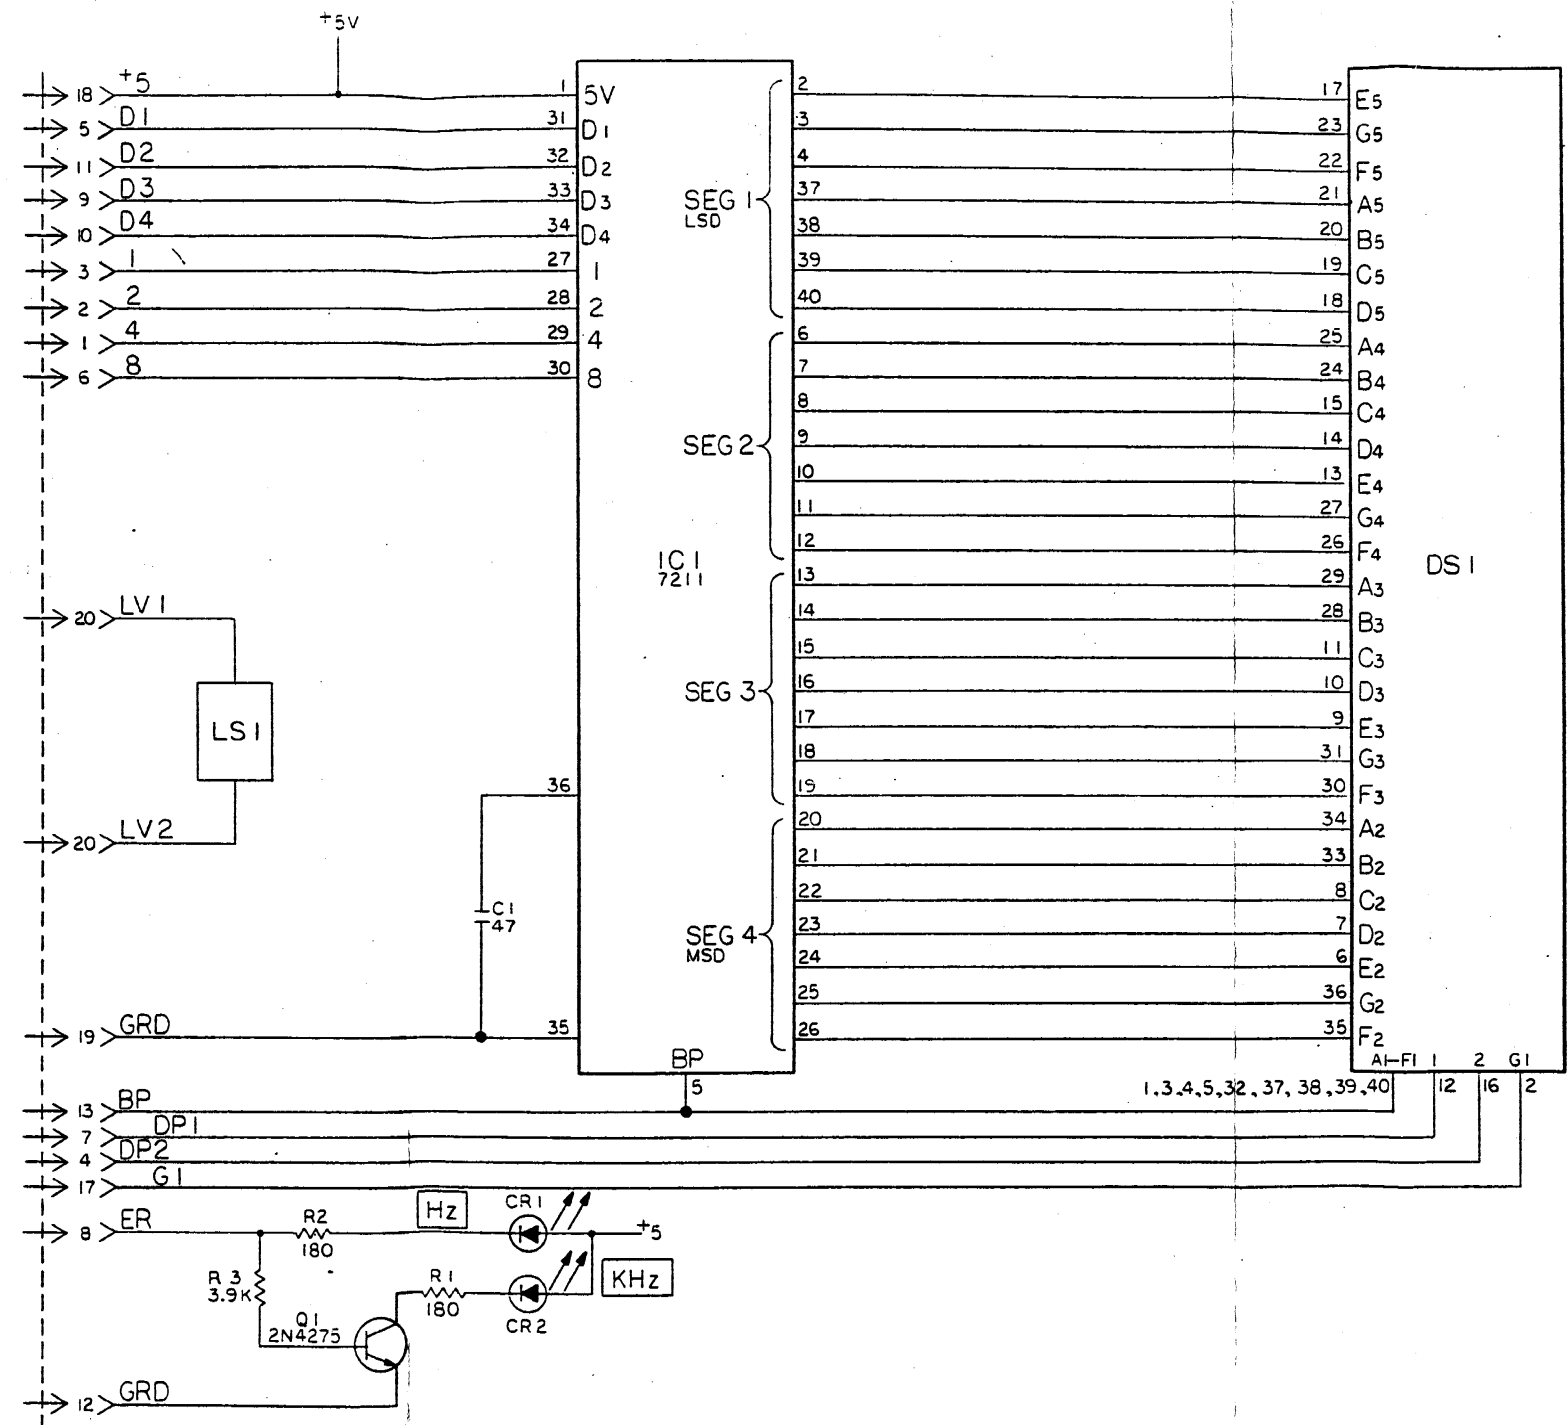 +5V
18 +5 1 5V
5 D1 31 D1
11 D2 32 D2
9 D3 33 D3
10 D4 34 D4
3 1 27 1
2 2 28 2
1 4 29 4
6 8 30 8
20 LV1
LS1
20 LV2
36
C1
47
19 GRD 35
IC1
7211
SEG 1
LSD
SEG 2
SEG 3
SEG 4
MSD
BP
5
2 17 E5
3 23 G5
4 22 F5
37 21 A5
38 20 B5
39 19 C5
40 18 D5
6 25 A4
7 24 B4
8 15 C4
9 14 D4
10 13 E4
11 27 G4
12 26 F4
13 29 A3
14 28 B3
15 11 C3
16 10 D3
17 9 E3
18 31 G3
19 30 F3
20 34 A2
21 33 B2
22 8 C2
23 7 D2
24 6 E2
25 36 G2
26 35 F2
DS1
A1-F1 1 2 G1
1.3.4,5,32,37,38,39,40 12 16 2
13 BP
7 DP1
4 DP2
17 G1
8 ER
R2
180
Hz
CR1
+5
KHz
R3
3.9K
R1
180
CR2
Q1
2N4275
12 GRD